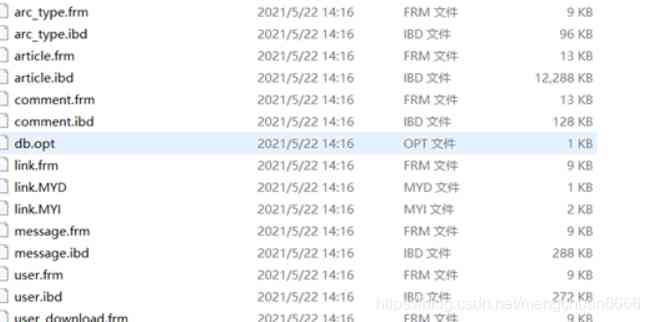 arc_type.frm 2021/5/22 14:16 FRM 文件 9 KB
arc_type.ibd 2021/5/22 14:16 IBD 文件 96 KB
article.frm 2021/5/22 14:16 FRM 文件 13 KB
article.ibd 2021/5/22 14:16 IBD 文件 12,288 KB
comment.frm 2021/5/22 14:16 FRM 文件 13 KB
comment.ibd 2021/5/22 14:16 IBD 文件 128 KB
db.opt 2021/5/22 14:16 OPT 文件 1 KB
link.frm 2021/5/22 14:16 FRM 文件 9 KB
link.MYD 2021/5/22 14:16 MYD 文件 1 KB
link.MYI 2021/5/22 14:16 MYI 文件 2 KB
message.frm 2021/5/22 14:16 FRM 文件 9 KB
message.ibd 2021/5/22 14:16 IBD 文件 288 KB
user.frm 2021/5/22 14:16 FRM 文件 9 KB
user.ibd 2021/5/22 14:16 IBD 文件 272 KB
user_download.frm 2021/5/22 14:16 FRM 文件 9 KB